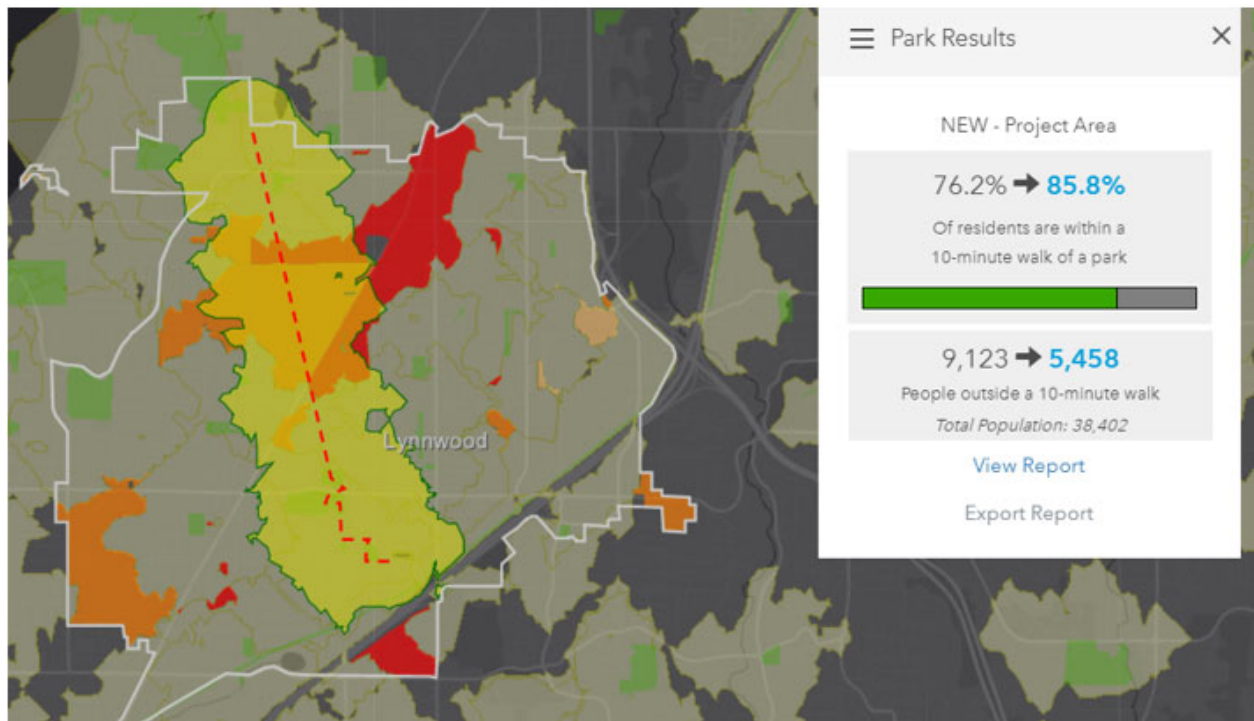 Park Results
NEW - Project Area
76.2% ➔ 85.8%
Of residents are within a
10-minute walk of a park
9,123 ➔ 5,458
People outside a 10-minute walk
Total Population: 38,402
View Report
Export Report
Lynnwood